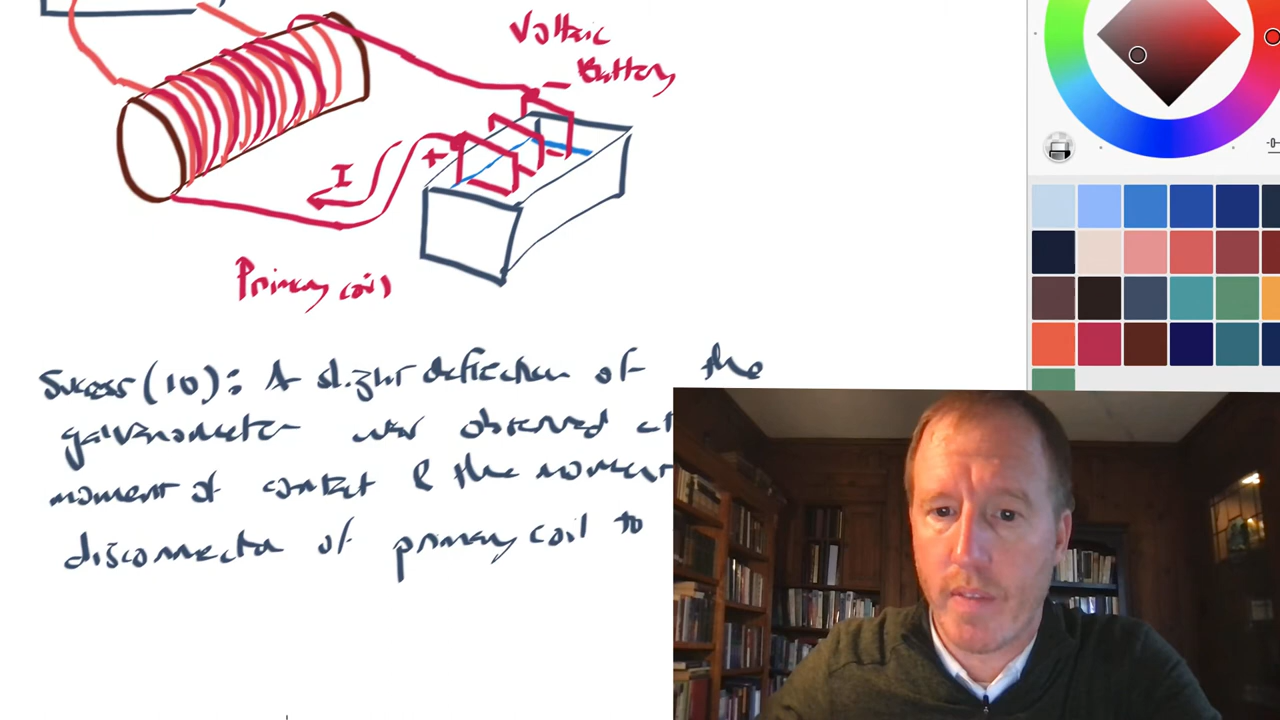 Voltaic
Battery
+
-
I
Primary coil
Success (10): A slight deflection of the
galvanometer was observed at
moment of contact & the moment
disconnection of primary coil to